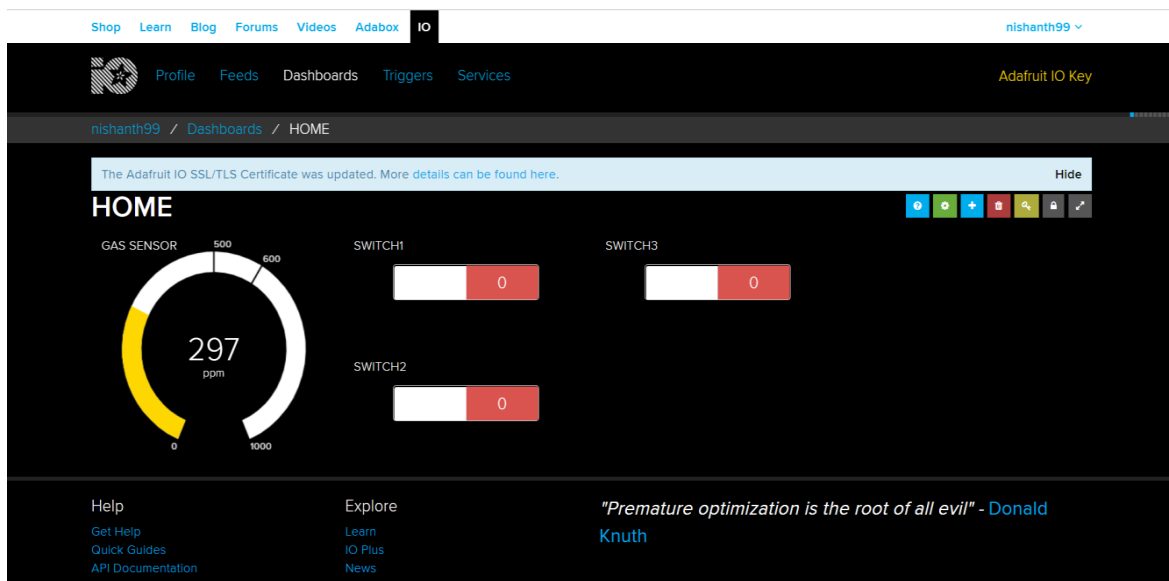 Shop Learn Blog Forums Videos Adabox IO nishanth99
Profile Feeds Dashboards Triggers Services Adafruit IO Key
nishanth99 / Dashboards / HOME
The Adafruit IO SSL/TLS Certificate was updated. More details can be found here. Hide
HOME
GAS SENSOR
500
600
297
ppm
0
1000
SWITCH1
0
SWITCH3
0
SWITCH2
0
Help
Get Help
Quick Guides
API Documentation
Explore
Learn
IO Plus
News
"Premature optimization is the root of all evil" - Donald
Knuth